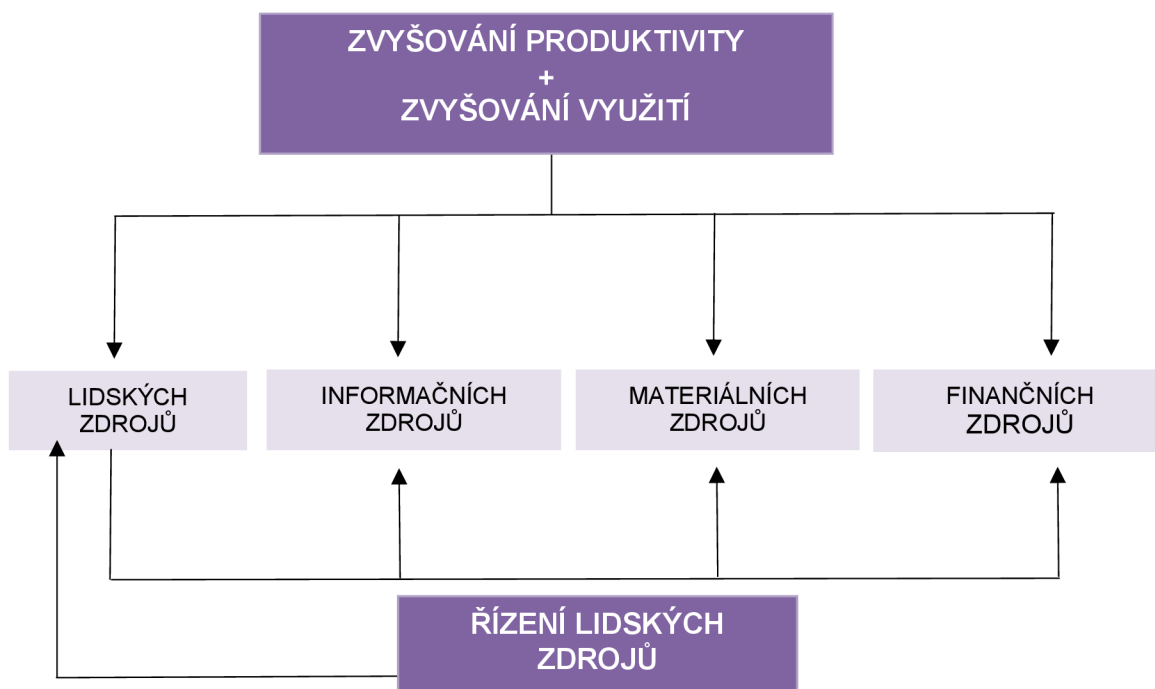 ZVYŠOVÁNÍ PRODUKTIVITY
+
ZVYŠOVÁNÍ VYUŽITÍ
LIDSKÝCH
ZDROJŮ
INFORMAČNÍCH
ZDROJŮ
MATERIÁLNÍCH
ZDROJŮ
FINANČNÍCH
ZDROJŮ
ŘÍZENÍ LIDSKÝCH
ZDROJŮ